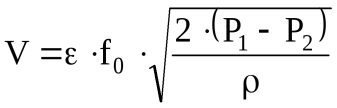 V = ε · f₀ · √(2 · (P₁ − P₂) / ρ)